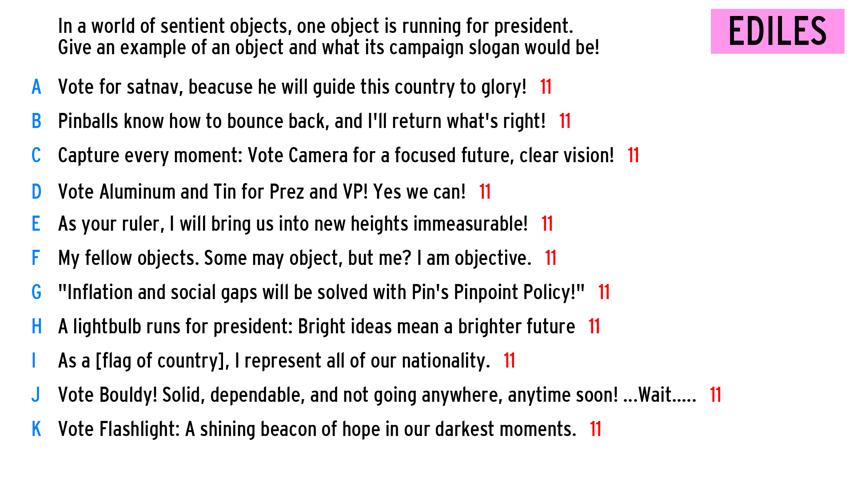 In a world of sentient objects, one object is running for president.
Give an example of an object and what its campaign slogan would be!
EDILES
A Vote for satnav, beacuse he will guide this country to glory! 11
B Pinballs know how to bounce back, and I'll return what's right! 11
C Capture every moment: Vote Camera for a focused future, clear vision! 11
D Vote Aluminum and Tin for Prez and VP! Yes we can! 11
E As your ruler, I will bring us into new heights immeasurable! 11
F My fellow objects. Some may object, but me? I am objective. 11
G "Inflation and social gaps will be solved with Pin's Pinpoint Policy!" 11
H A lightbulb runs for president: Bright ideas mean a brighter future 11
I As a [flag of country], I represent all of our nationality. 11
J Vote Bouldy! Solid, dependable, and not going anywhere, anytime soon! ...Wait..... 11
K Vote Flashlight: A shining beacon of hope in our darkest moments. 11